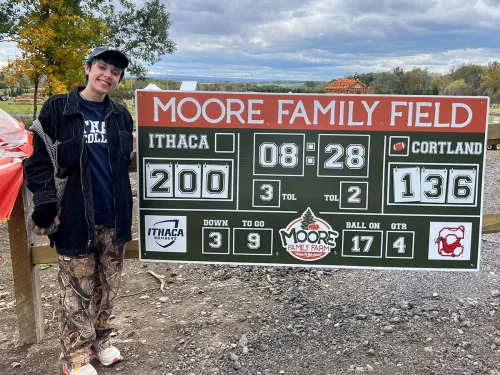 MOORE FAMILY FIELD
ITHACA 08:28 CORTLAND
200 3 TOL TOL 2 136
DOWN TO GO BALL ON QTR
3 9 17 4
ITHACA
BOMBERS
MOORE
FAMILY FARM